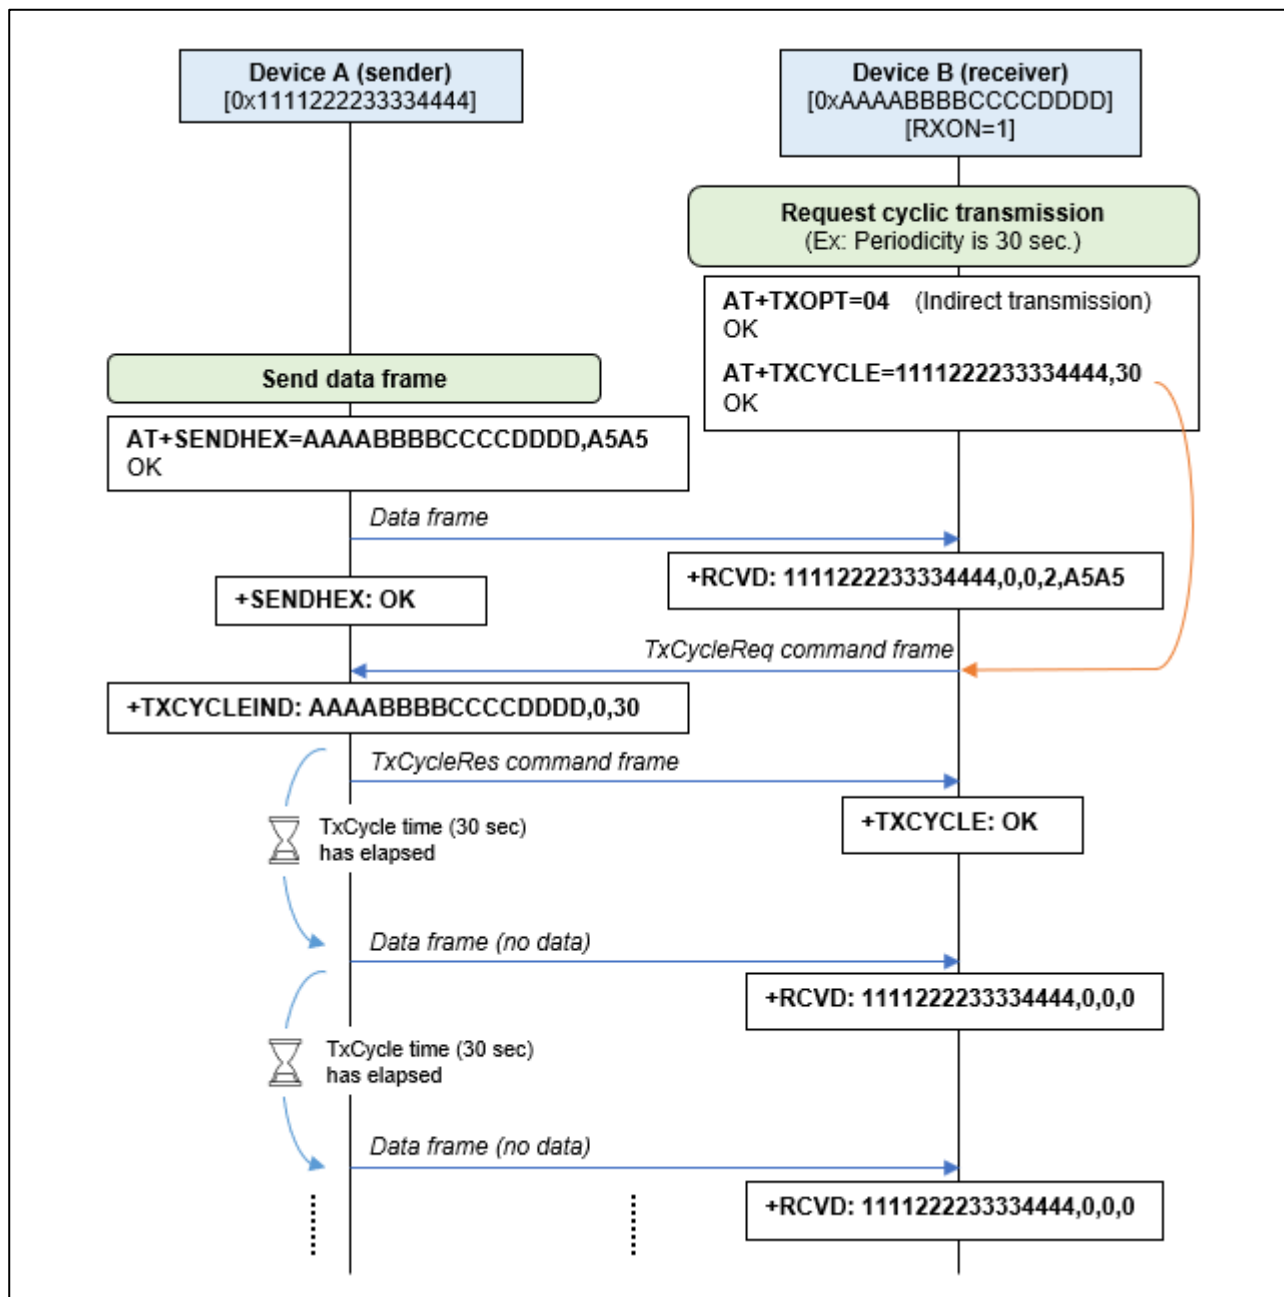 Device A (sender)
[0x1111222233334444]
Device B (receiver)
[0xAAAABBBBCCCCDDDD]
[RXON=1]
Request cyclic transmission
(Ex: Periodicity is 30 sec.)
AT+TXOPT=04 (Indirect transmission)
OK
AT+TXCYCLE=1111222233334444,30
OK
Send data frame
AT+SENDHEX=AAAABBBBCCCCDDDD,A5A5
OK
Data frame
+RCVD: 1111222233334444,0,0,2,A5A5
+SENDHEX: OK
TxCycleReq command frame
+TXCYCLEIND: AAAABBBBCCCCDDDD,0,30
TxCycleRes command frame
+TXCYCLE: OK
TxCycle time (30 sec)
has elapsed
Data frame (no data)
+RCVD: 1111222233334444,0,0,0
TxCycle time (30 sec)
has elapsed
Data frame (no data)
+RCVD: 1111222233334444,0,0,0